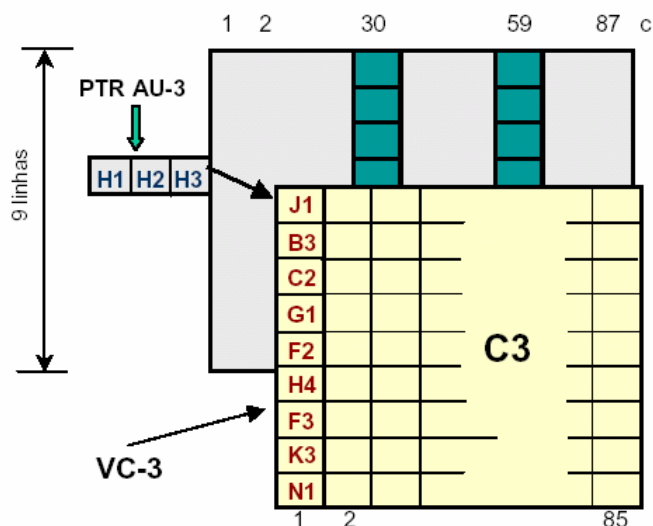 1 2 30 59 87 c
PTR AU-3
9 linhas
H1 H2 H3
J1
B3
C2
G1
F2
C3
H4
F3
VC-3
K3
N1
1 2 85